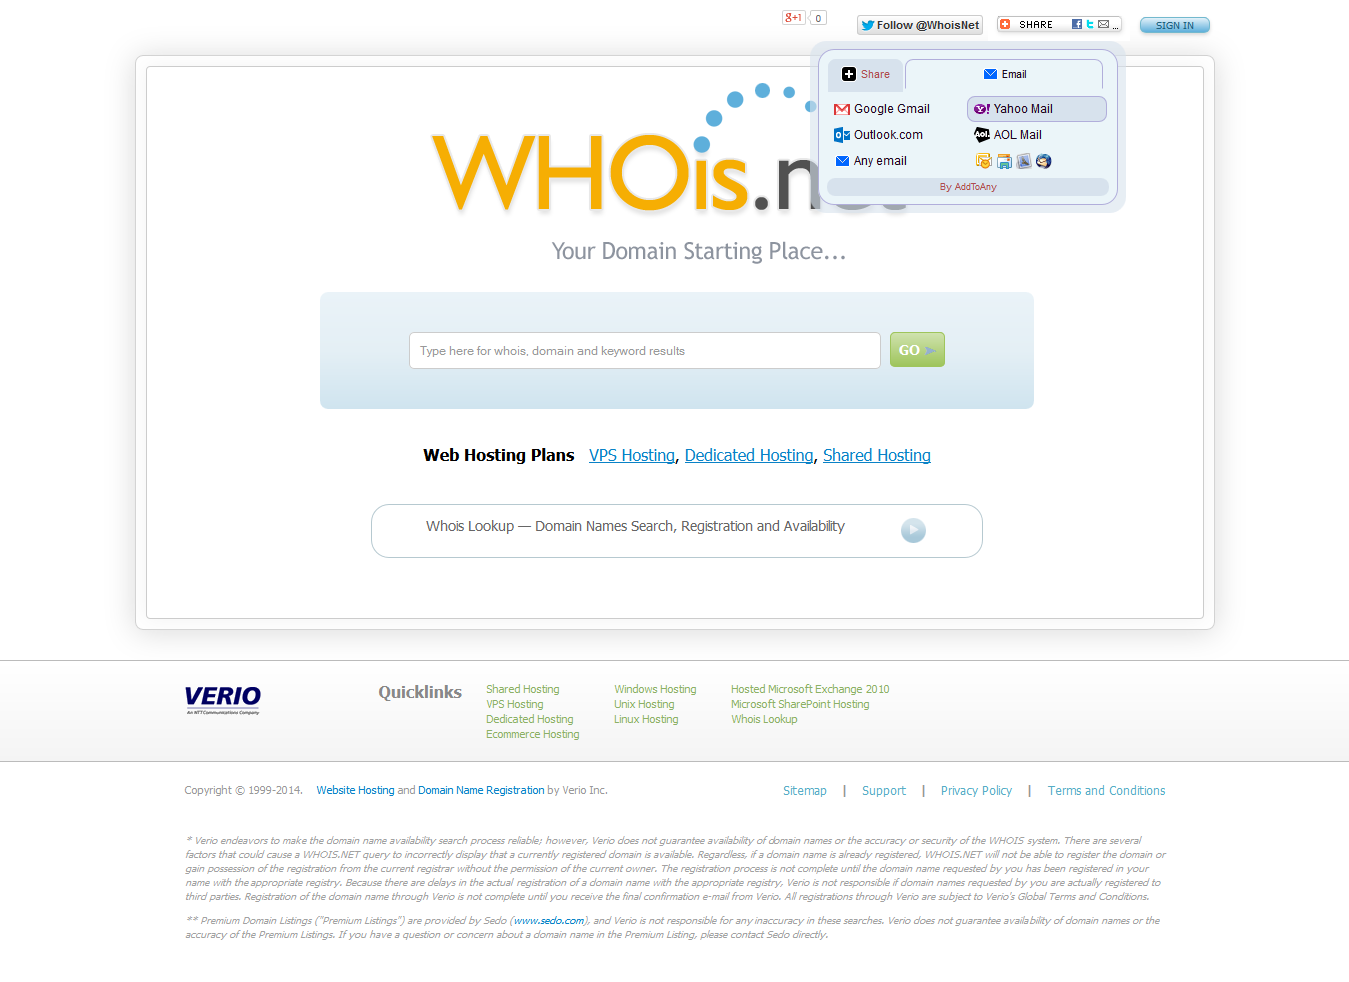 g+1 0 Follow @WhoisNet SHARE ... SIGN IN
Share Email
Google Gmail Yahoo! Mail
Outlook.com AOL Mail
Any email
By AddToAny
WHOis.n
Your Domain Starting Place...
Type here for whois, domain and keyword results GO
Web Hosting Plans VPS Hosting, Dedicated Hosting, Shared Hosting
Whois Lookup — Domain Names Search, Registration and Availability
VERIO
An NTT Communications Company
Quicklinks
Shared Hosting Windows Hosting Hosted Microsoft Exchange 2010
VPS Hosting Unix Hosting Microsoft SharePoint Hosting
Dedicated Hosting Linux Hosting Whois Lookup
Ecommerce Hosting
Copyright © 1999-2014. Website Hosting and Domain Name Registration by Verio Inc. Sitemap | Support | Privacy Policy | Terms and Conditions
* Verio endeavors to make the domain name availability search process reliable; however, Verio does not guarantee availability of domain names or the accuracy or security of the WHOIS system. There are several
factors that could cause a WHOIS.NET query to incorrectly display that a currently registered domain is available. Regardless, if a domain name is already registered, WHOIS.NET will not be able to register the domain or
gain possession of the registration from the current registrar without the permission of the current owner. The registration process is not complete until the domain name requested by you has been registered in your
name with the appropriate registry. Because there are delays in the actual registration of a domain name with the appropriate registry, Verio is not responsible if domain names requested by you are actually registered to
third parties. Registration of the domain name through Verio is not complete until you receive the final confirmation e-mail from Verio. All registrations through Verio are subject to Verio's Global Terms and Conditions.
** Premium Domain Listings ("Premium Listings") are provided by Sedo (www.sedo.com), and Verio is not responsible for any inaccuracy in these searches. Verio does not guarantee availability of domain names or the
accuracy of the Premium Listings. If you have a question or concern about a domain name in the Premium Listing, please contact Sedo directly.